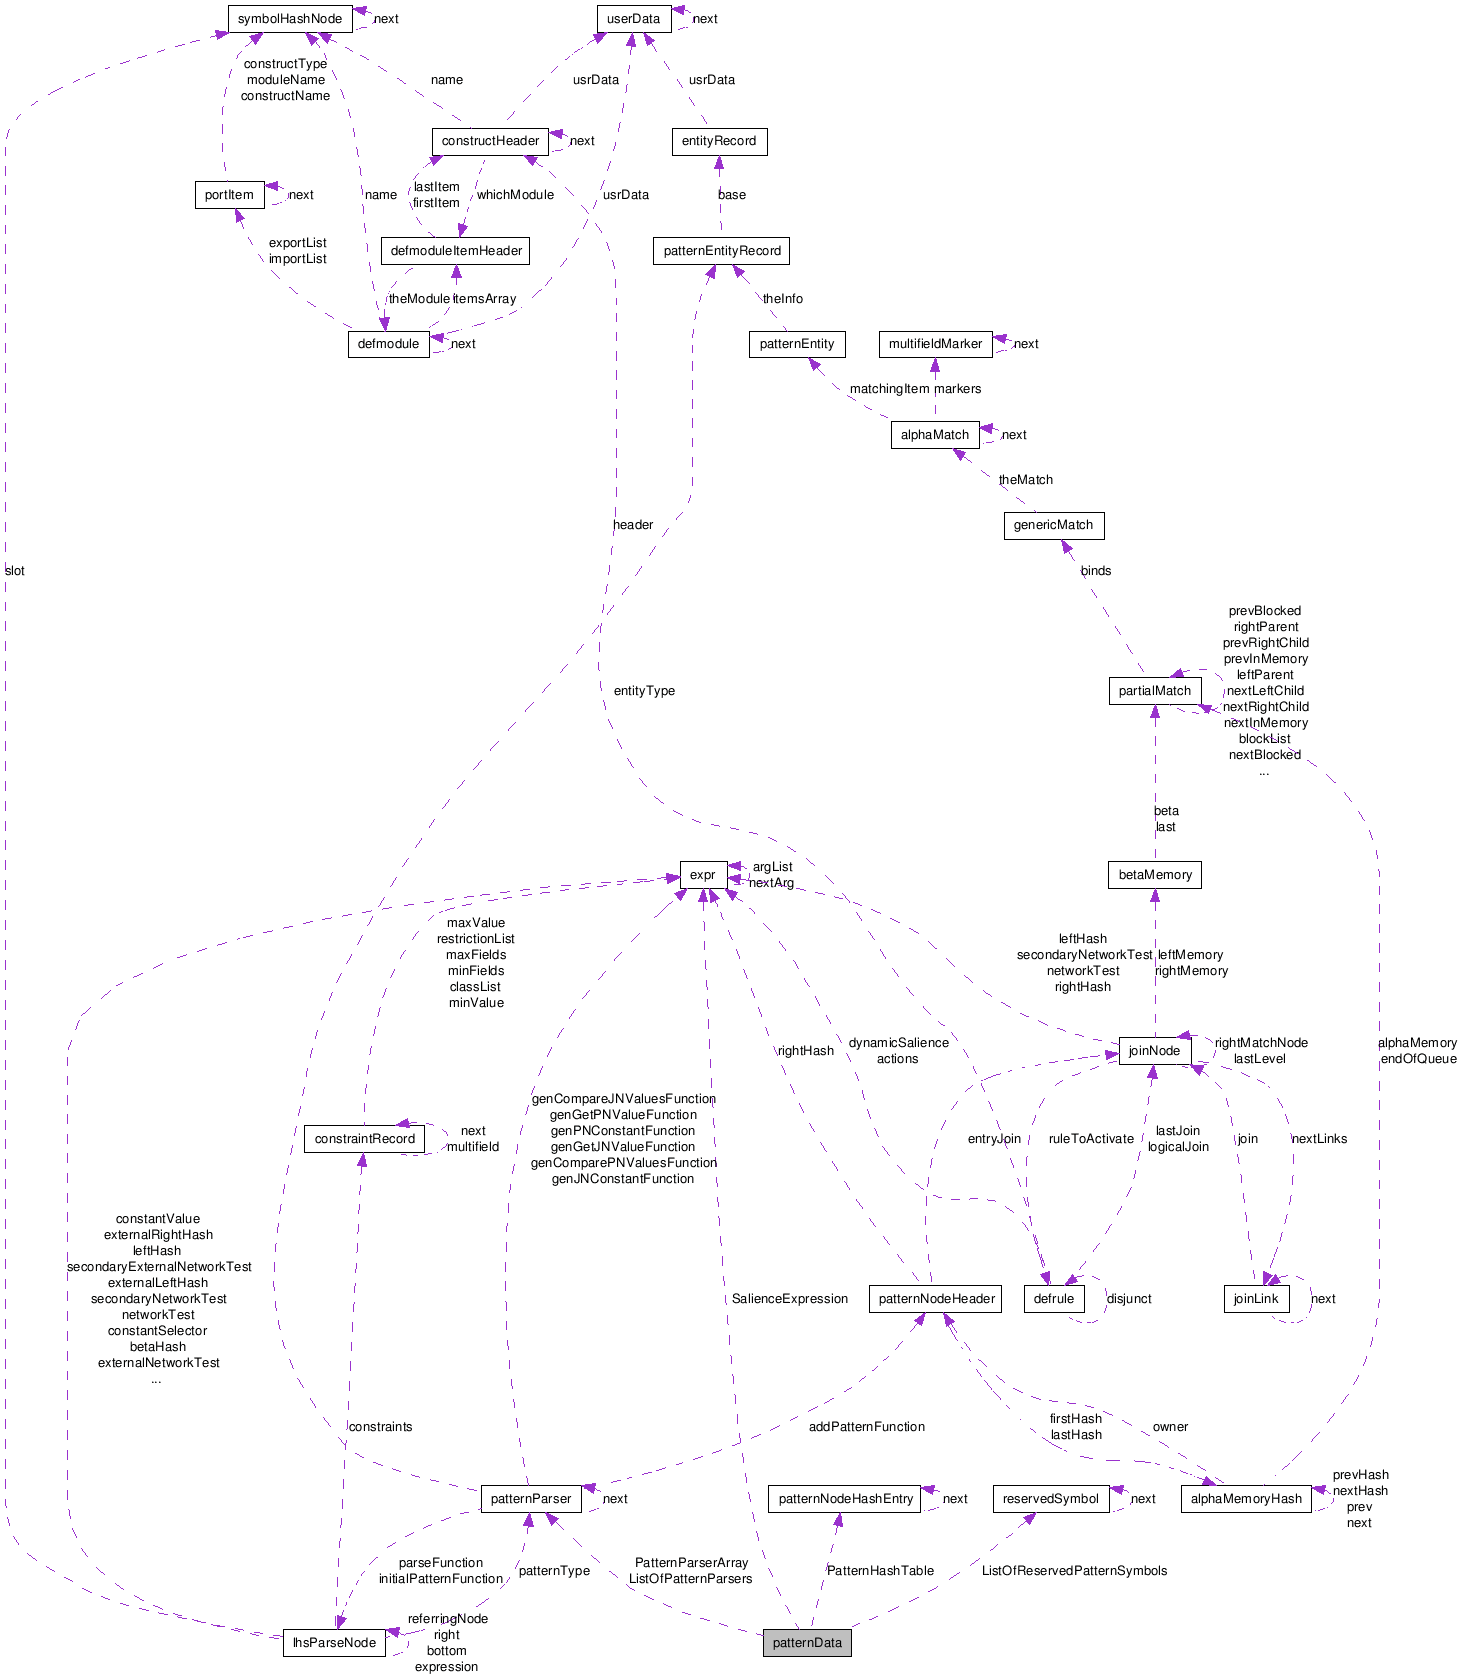 symbolHashNode
next
userData
next
constructType
moduleName
constructName
name
usrData
usrData
constructHeader
next
entityRecord
portItem
next
lastItem
firstItem
whichModule
name
usrData
base
exportList
importList
defmoduleItemHeader
patternEntityRecord
theModule
itemsArray
theInfo
defmodule
next
patternEntity
multifieldMarker
next
matchingItem
markers
alphaMatch
next
theMatch
header
genericMatch
slot
binds
prevBlocked
rightParent
prevRightChild
prevInMemory
leftParent
nextLeftChild
nextRightChild
nextInMemory
blockList
nextBlocked
...
entityType
partialMatch
beta
last
expr
argList
nextArg
betaMemory
maxValue
restrictionList
maxFields
minFields
classList
minValue
leftHash
secondaryNetworkTest
networkTest
rightHash
leftMemory
rightMemory
rightHash
dynamicSalience
actions
joinNode
rightMatchNode
lastLevel
alphaMemory
endOfQueue
genCompareJNValuesFunction
genGetPNValueFunction
genPNConstantFunction
genGetJNValueFunction
genComparePNValuesFunction
genJNConstantFunction
constraintRecord
next
multifield
entryJoin
ruleToActivate
lastJoin
logicalJoin
join
nextLinks
constantValue
externalRightHash
leftHash
secondaryExternalNetworkTest
externalLeftHash
secondaryNetworkTest
networkTest
constantSelector
betaHash
externalNetworkTest
...
SalienceExpression
patternNodeHeader
defrule
disjunct
joinLink
next
constraints
addPatternFunction
firstHash
lastHash
owner
patternParser
next
patternNodeHashEntry
next
reservedSymbol
next
alphaMemoryHash
prevHash
nextHash
prev
next
parseFunction
initialPatternFunction
patternType
PatternParserArray
ListOfPatternParsers
PatternHashTable
ListOfReservedPatternSymbols
lhsParseNode
referringNode
right
bottom
expression
patternData